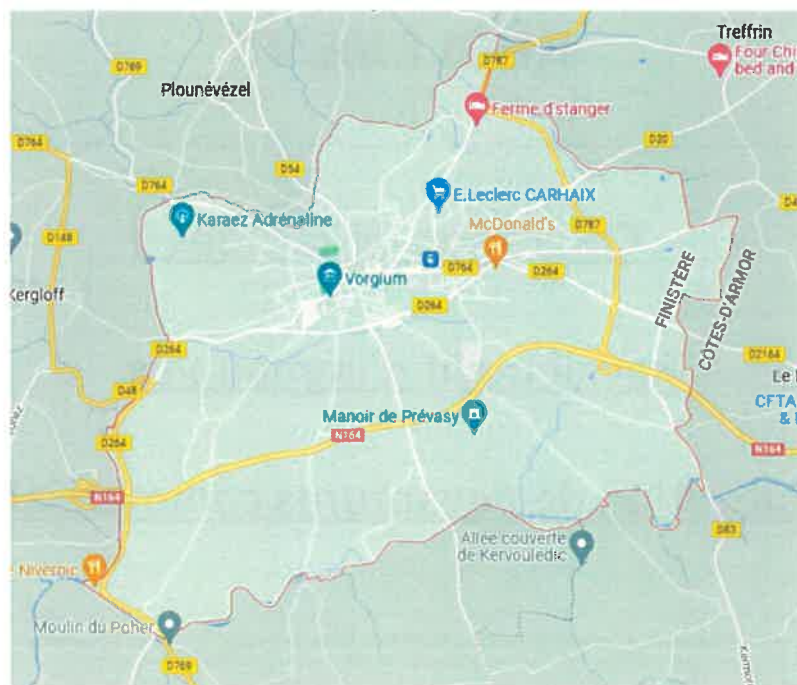 Treffrin
D769
D787
Four Chi
bed and
Plounévézel
Ferme d'stanger
D764
D20
D54
D764
E.Leclerc CARHAIX
Karaez Adrénaline
D787
McDonald's
D148
D764
D264
Vorgium
Kergloff
D264
FINISTÈRE
CÔTES-D'ARMOR
D264
D2164
D48
Le
CFTA
&
Manoir de Prévasy
N164
D264
N164
N164
D83
Allée couverte
de Kervouledic
Nivernic
Moulin du Poher
D769